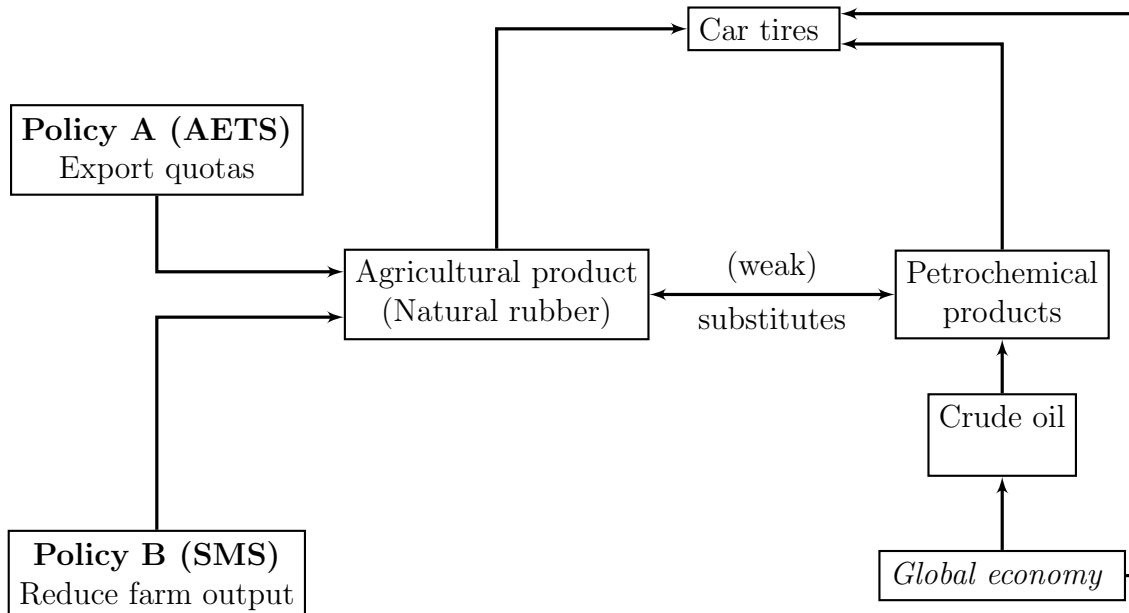 Car tires
Policy A (AETS)
Export quotas
Agricultural product
(Natural rubber)
(weak)
substitutes
Petrochemical
products
Crude oil
Policy B (SMS)
Reduce farm output
Global economy